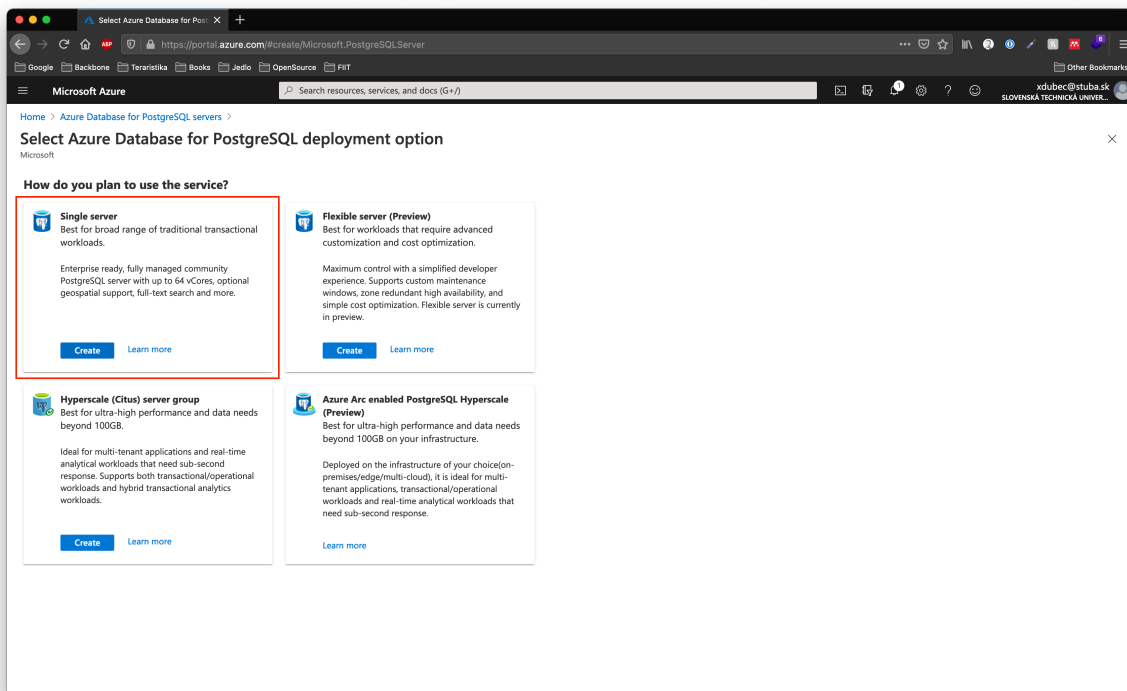 Select Azure Database for Post
ABP
https://portal.azure.com/#create/Microsoft.PostgreSQLServer
6
Google Backbone Teraristika Books Jedlo OpenSource FIIT Other Bookmarks
Microsoft Azure
Search resources, services, and docs (G+/)
1
xdubec@stuba.sk
SLOVENSKÁ TECHNICKÁ UNIVER...
Home > Azure Database for PostgreSQL servers >
Select Azure Database for PostgreSQL deployment option
Microsoft
How do you plan to use the service?
Single server
Best for broad range of traditional transactional
workloads.
Enterprise ready, fully managed community
PostgreSQL server with up to 64 vCores, optional
geospatial support, full-text search and more.
Create Learn more
Flexible server (Preview)
Best for workloads that require advanced
customization and cost optimization.
Maximum control with a simplified developer
experience. Supports custom maintenance
windows, zone redundant high availability, and
simple cost optimization. Flexible server is currently
in preview.
Create Learn more
Hyperscale (Citus) server group
Best for ultra-high performance and data needs
beyond 100GB.
Ideal for multi-tenant applications and real-time
analytical workloads that need sub-second
response. Supports both transactional/operational
workloads and hybrid transactional analytics
workloads.
Create Learn more
Azure Arc enabled PostgreSQL Hyperscale
(Preview)
Best for ultra-high performance and data needs
beyond 100GB on your infrastructure.
Deployed on the infrastructure of your choice(on-
premises/edge/multi-cloud), it is ideal for multi-
tenant applications, transactional/operational
workloads and real-time analytical workloads that
need sub-second response.
Learn more